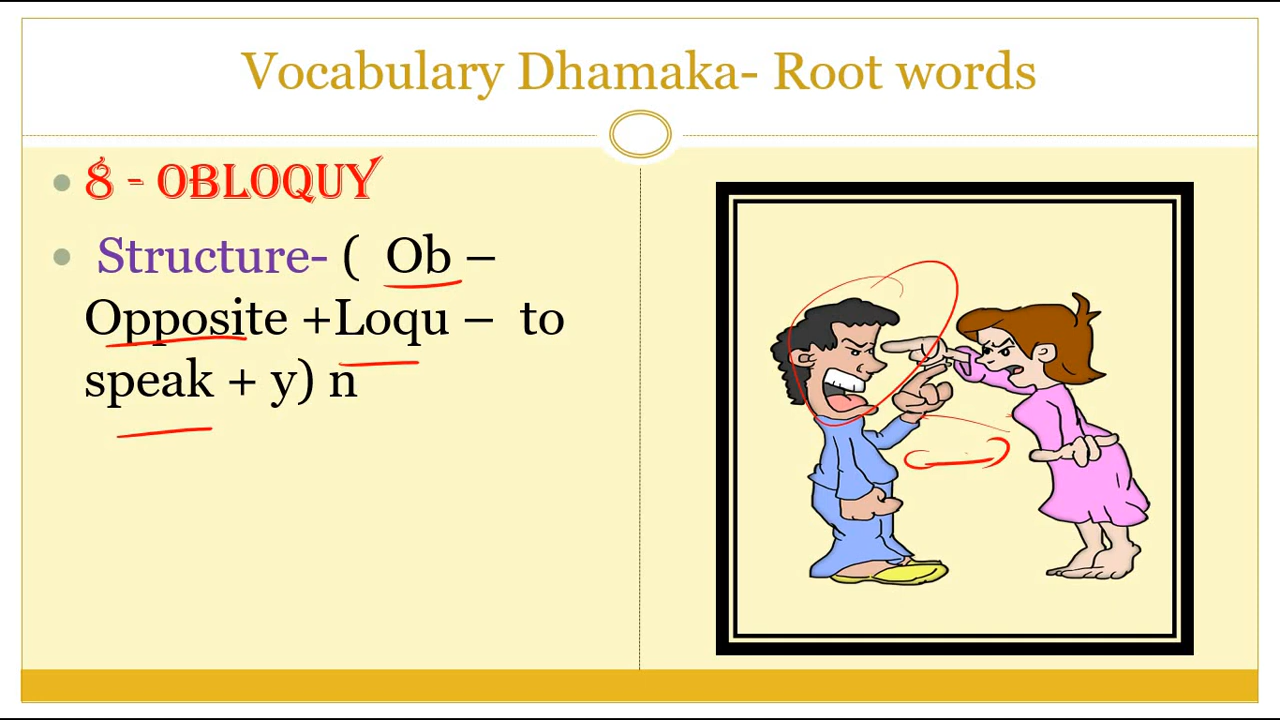 Vocabulary Dhamaka- Root words
8 - OBLOQUY
Structure- ( Ob –
Opposite +Loqu – to
speak + y) n